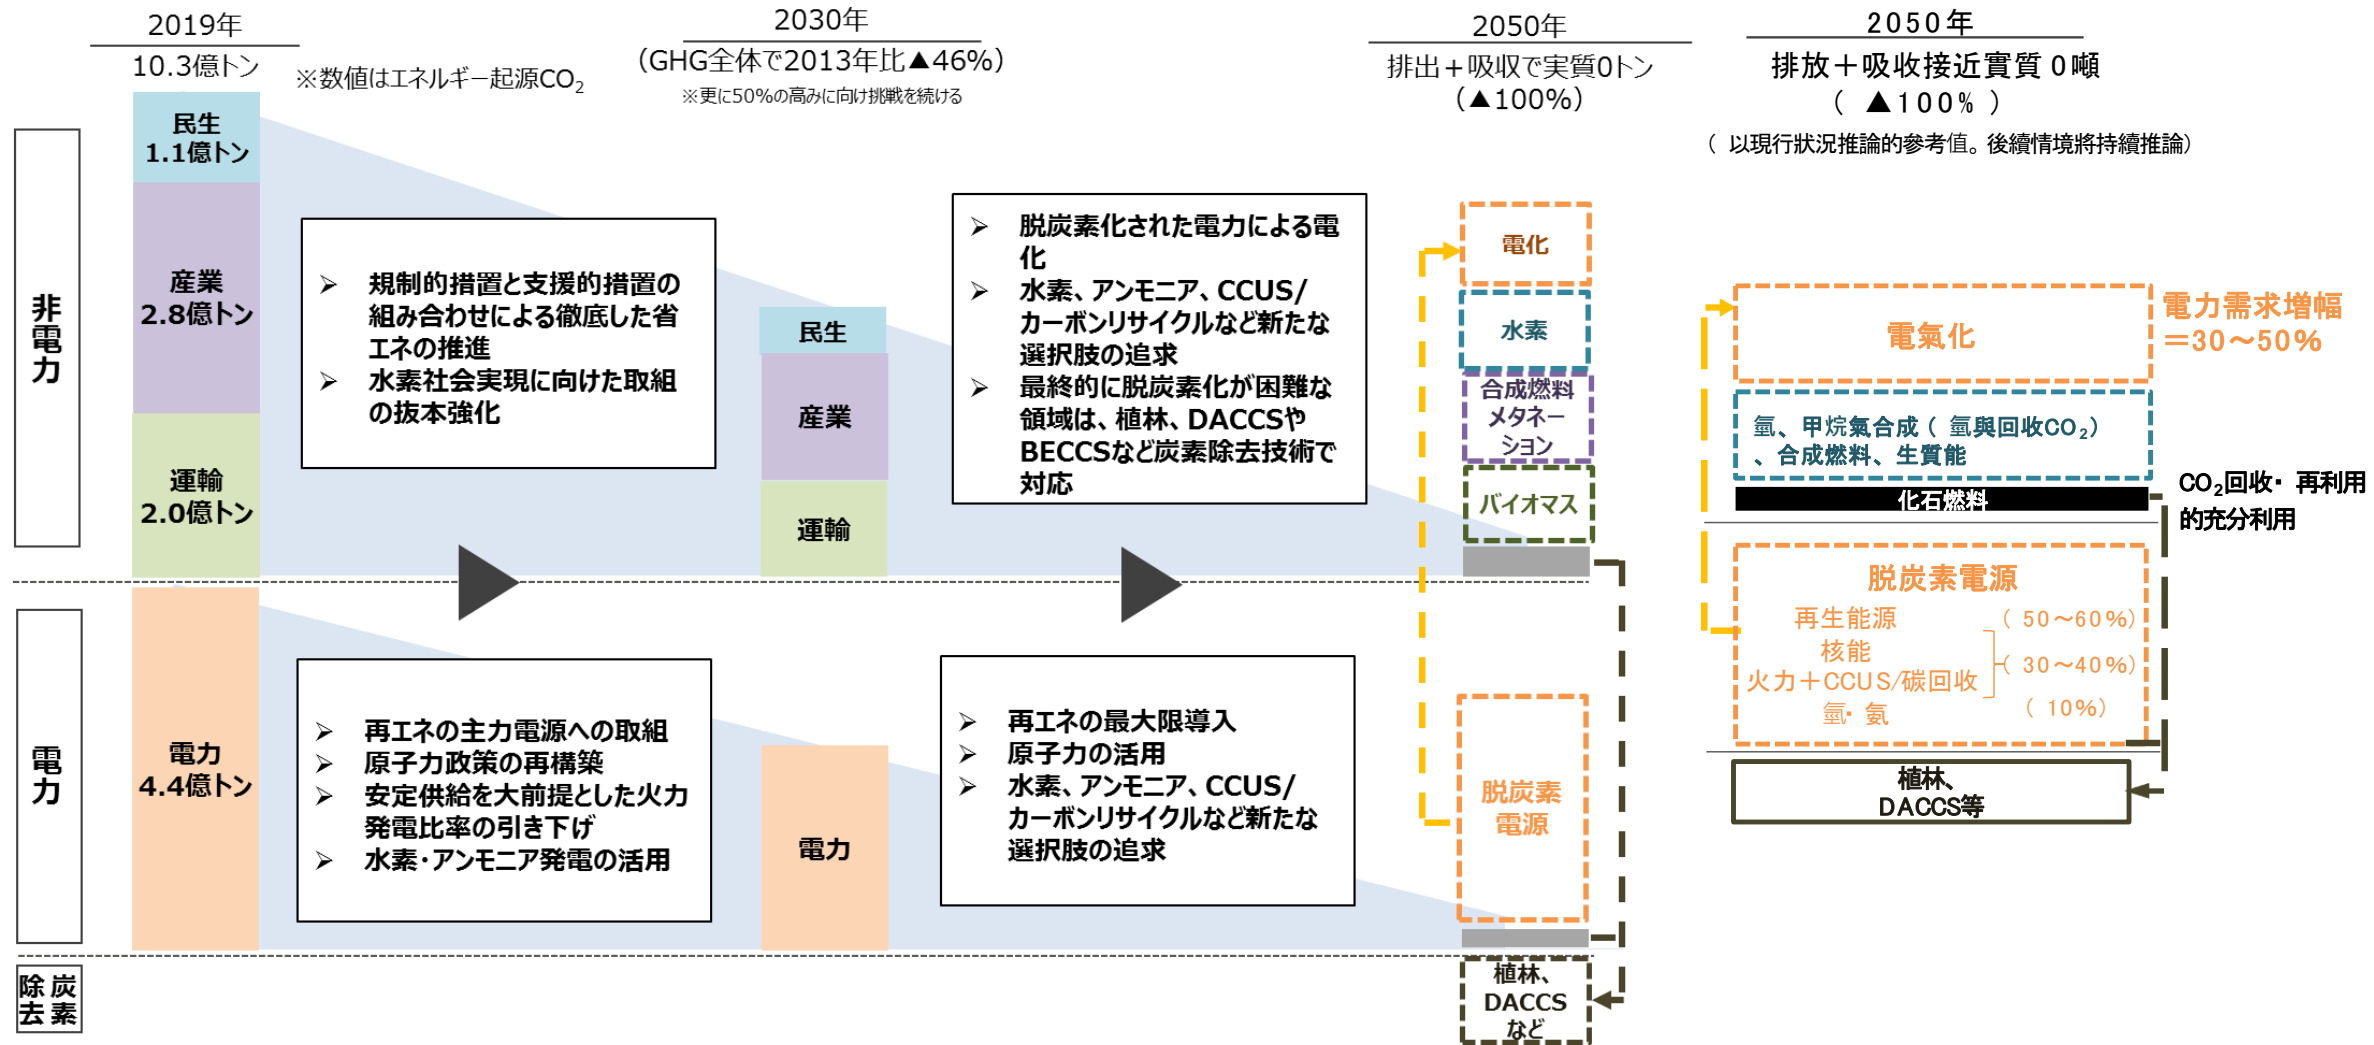 2019年
10.3億トン
※数値はエネルギー起源CO₂
2030年
(GHG全体で2013年比▲46%)
※更に50%の高みに向け挑戦を続ける
2050年
排出＋吸収で実質0トン
(▲100%)
2050年
排放＋吸收接近實質0噸
( ▲100% )
( 以現行狀況推論的參考值。後續情境將持續推論)
非電力
民生
1.1億トン
産業
2.8億トン
運輸
2.0億トン
➢ 規制的措置と支援的措置の
組み合わせによる徹底した省
エネの推進
➢ 水素社会実現に向けた取組
の抜本強化
民生
産業
運輸
➢ 脱炭素化された電力による電
化
➢ 水素、アンモニア、CCUS/
カーボンリサイクルなど新たな
選択肢の追求
➢ 最終的に脱炭素化が困難な
領域は、植林、DACCSや
BECCSなど炭素除去技術で
対応
電化
水素
合成燃料
メタネー
ション
バイオマス
電氣化
電力需求増幅
＝30～50%
氫、甲烷氣合成 ( 氫與回收CO₂)
、合成燃料、生質能
化石燃料
CO₂回收・再利用
的充分利用
電力
電力
4.4億トン
➢ 再エネの主力電源への取組
➢ 原子力政策の再構築
➢ 安定供給を大前提とした火力
発電比率の引き下げ
➢ 水素・アンモニア発電の活用
電力
➢ 再エネの最大限導入
➢ 原子力の活用
➢ 水素、アンモニア、CCUS/
カーボンリサイクルなど新たな
選択肢の追求
脱炭素
電源
脱炭素電源
再生能源 ( 50～60%)
核能
( 30～40%)
火力＋CCUS/碳回收
氫・氨 ( 10%)
植林、
DACCS等
炭素
除去
植林、
DACCS
など